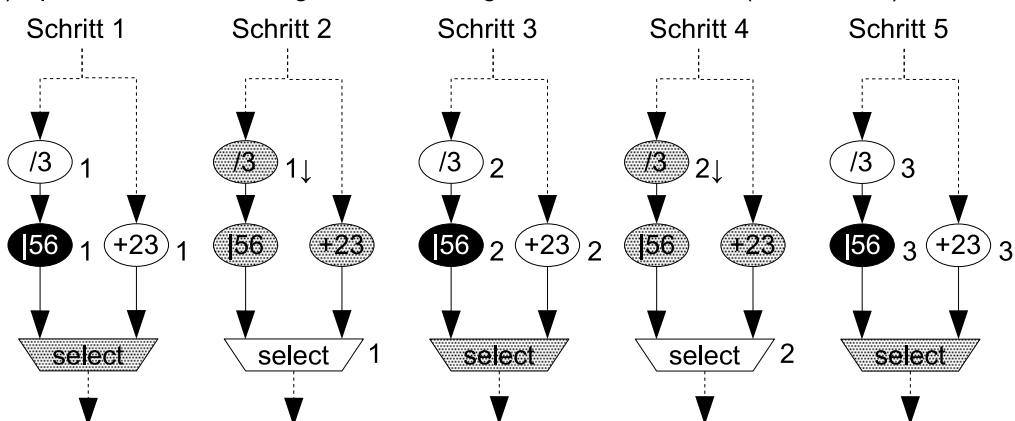 Schritt 1 Schritt 2 Schritt 3 Schritt 4 Schritt 5
/3 1 /3 1↓ /3 2 /3 2↓ /3 3
|56 1 +23 1 |56 +23 |56 2 +23 2 |56 +23 |56 3 +23 3
select select 1 select select 2 select